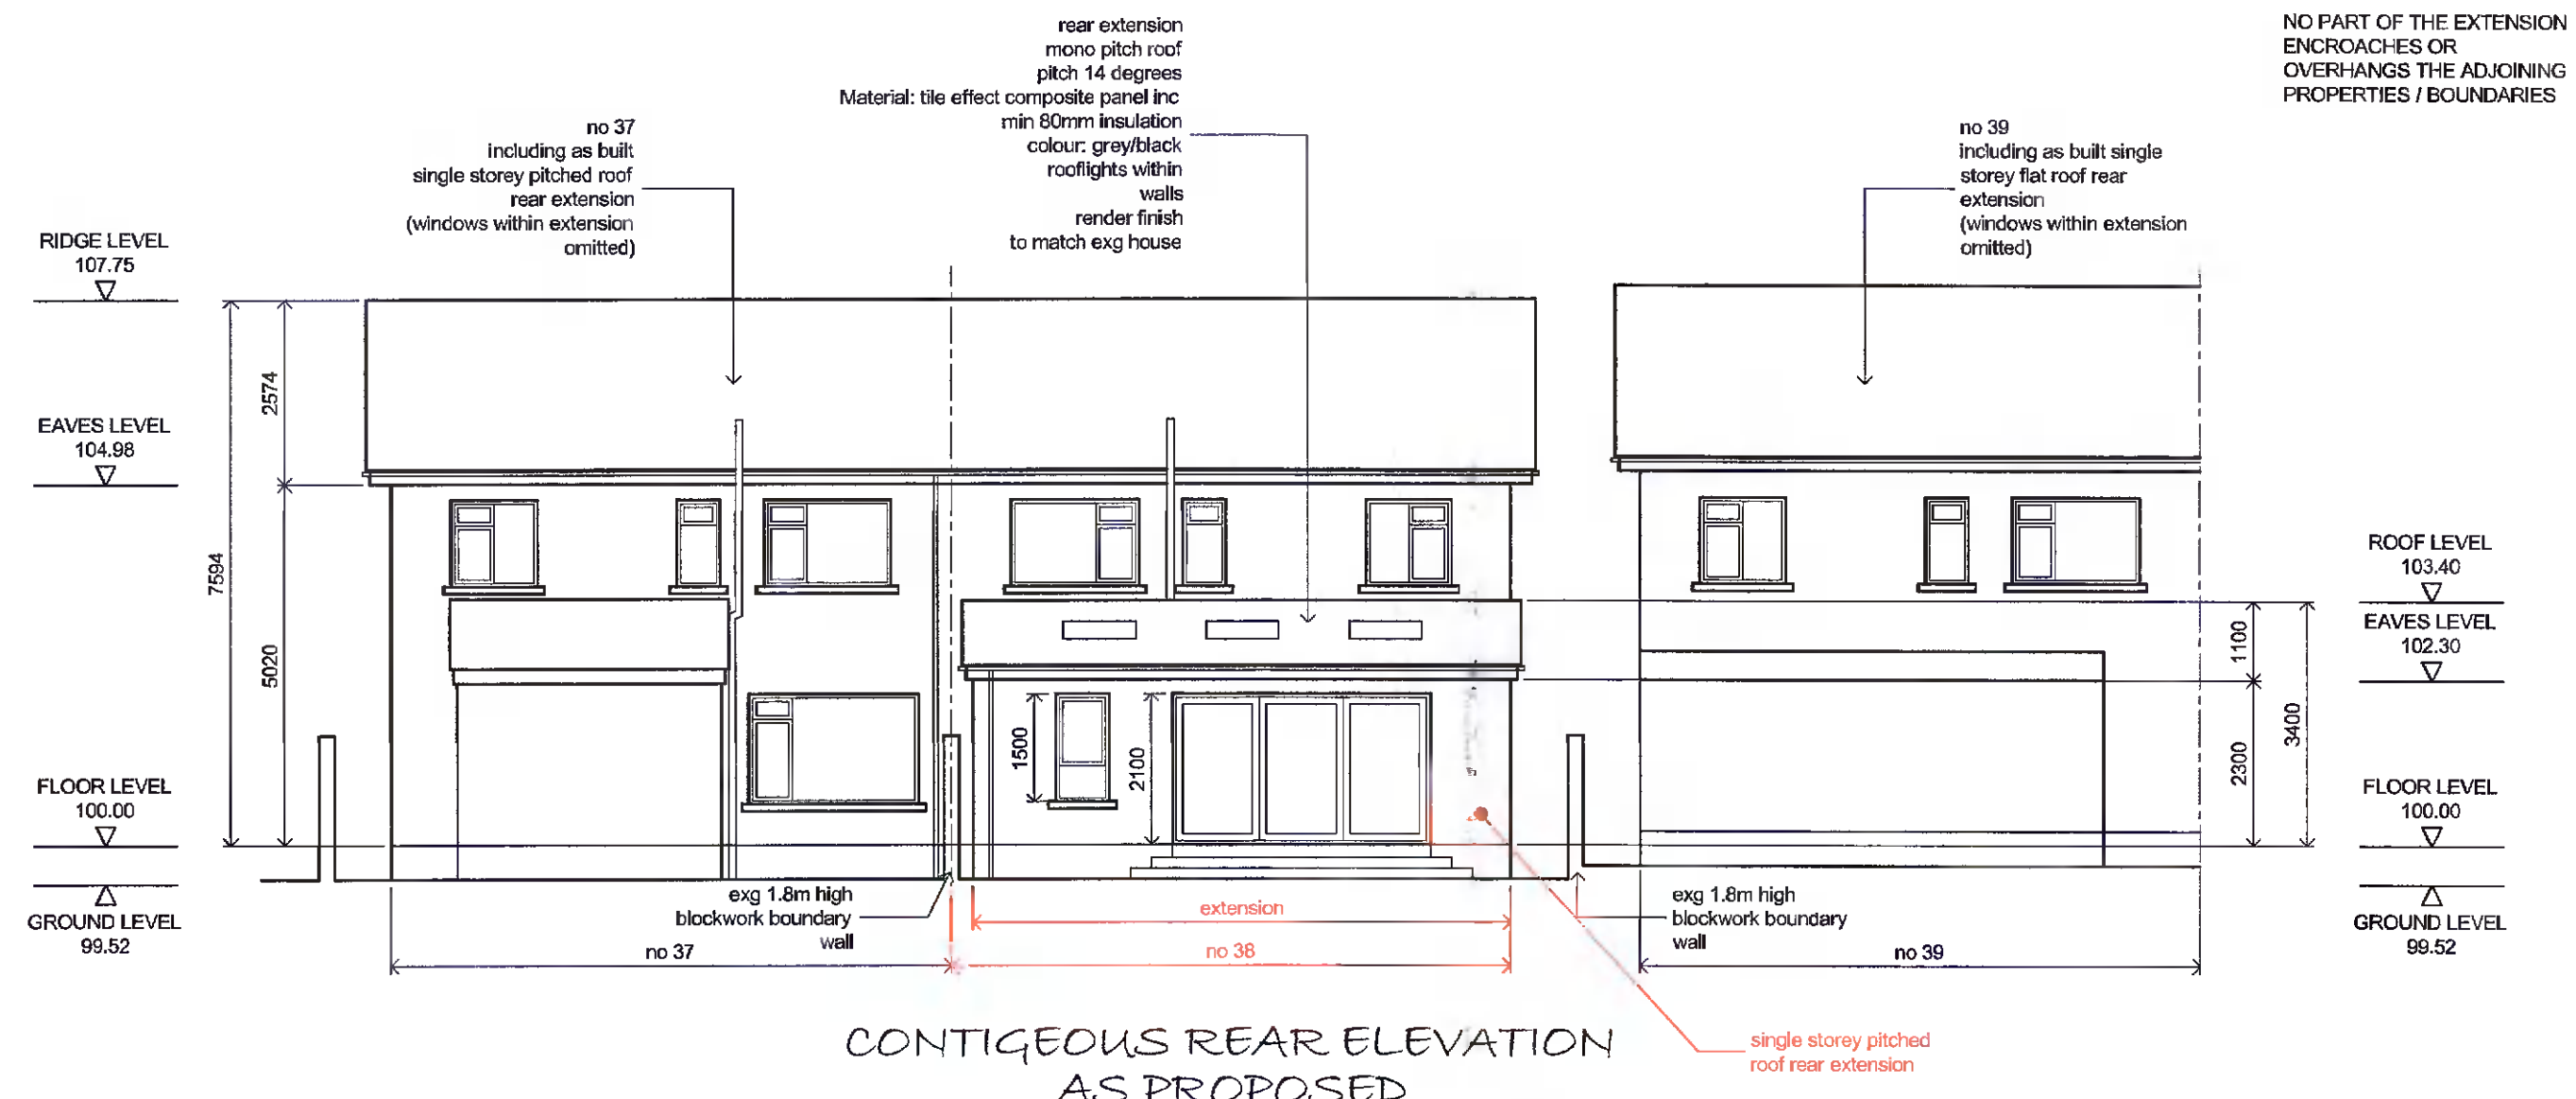 rear extension
mono pitch roof
pitch 14 degrees
Material: tile effect composite panel inc
min 80mm insulation
colour: grey/black
rooflights within
walls
render finish
to match exg house
NO PART OF THE EXTENSION
ENCROACHES OR
OVERHANGS THE ADJOINING
PROPERTIES / BOUNDARIES
no 37
including as built
single storey pitched roof
rear extension
(windows within extension
omitted)
no 39
including as built single
storey flat roof rear
extension
(windows within extension
omitted)
RIDGE LEVEL
107.75
EAVES LEVEL
104.98
FLOOR LEVEL
100.00
GROUND LEVEL
99.52
7594
2574
5020
1500
2100
ROOF LEVEL
103.40
EAVES LEVEL
102.30
FLOOR LEVEL
100.00
GROUND LEVEL
99.52
1100
2300
3400
exg 1.8m high
blockwork boundary
wall
extension
exg 1.8m high
blockwork boundary
wall
no 37
no 38
no 39
single storey pitched
roof rear extension
CONTIGEOUS REAR ELEVATION
AS PROPOSED